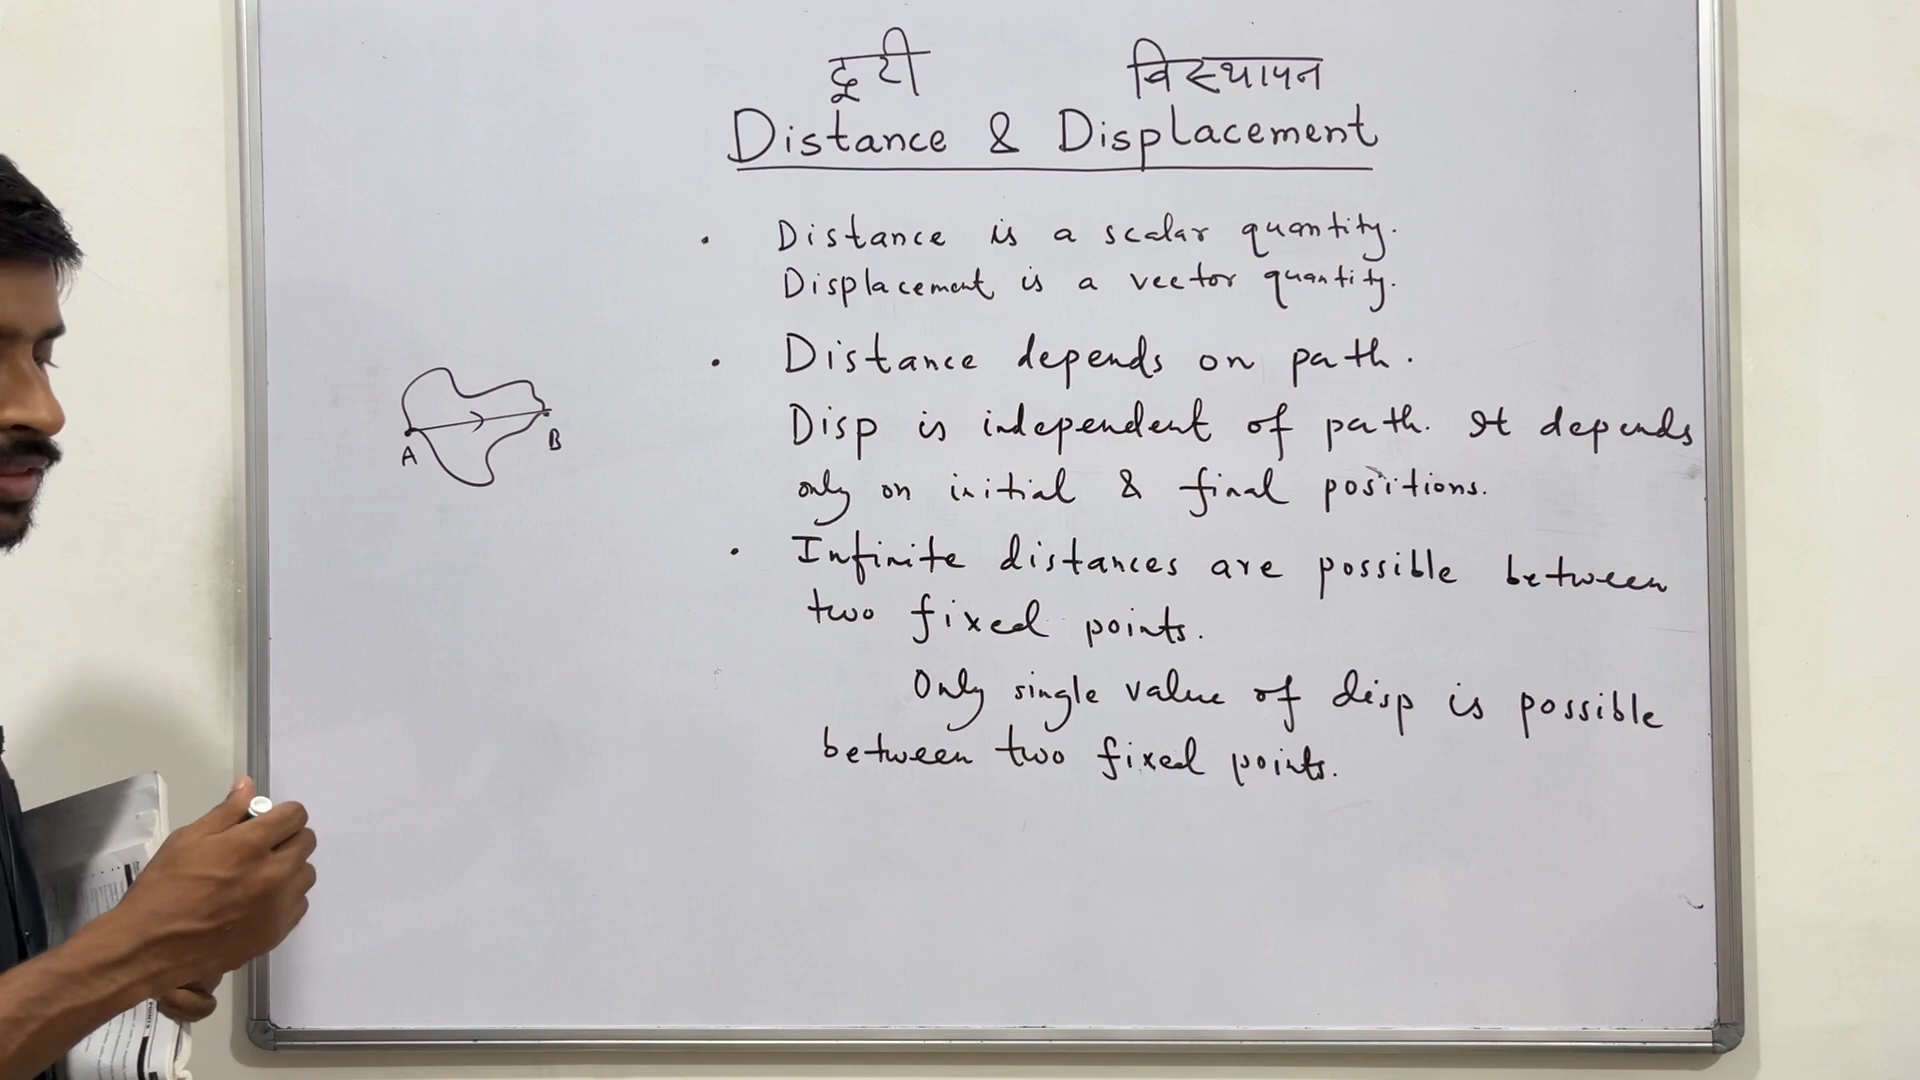 दूरी विस्थापन
Distance & Displacement
• Distance is a scalar quantity.
Displacement is a vector quantity.
• Distance depends on path.
Disp is independent of path. It depends
only on initial & final positions.
• Infinite distances are possible between
two fixed points.
Only single value of disp is possible
between two fixed points.
A
B